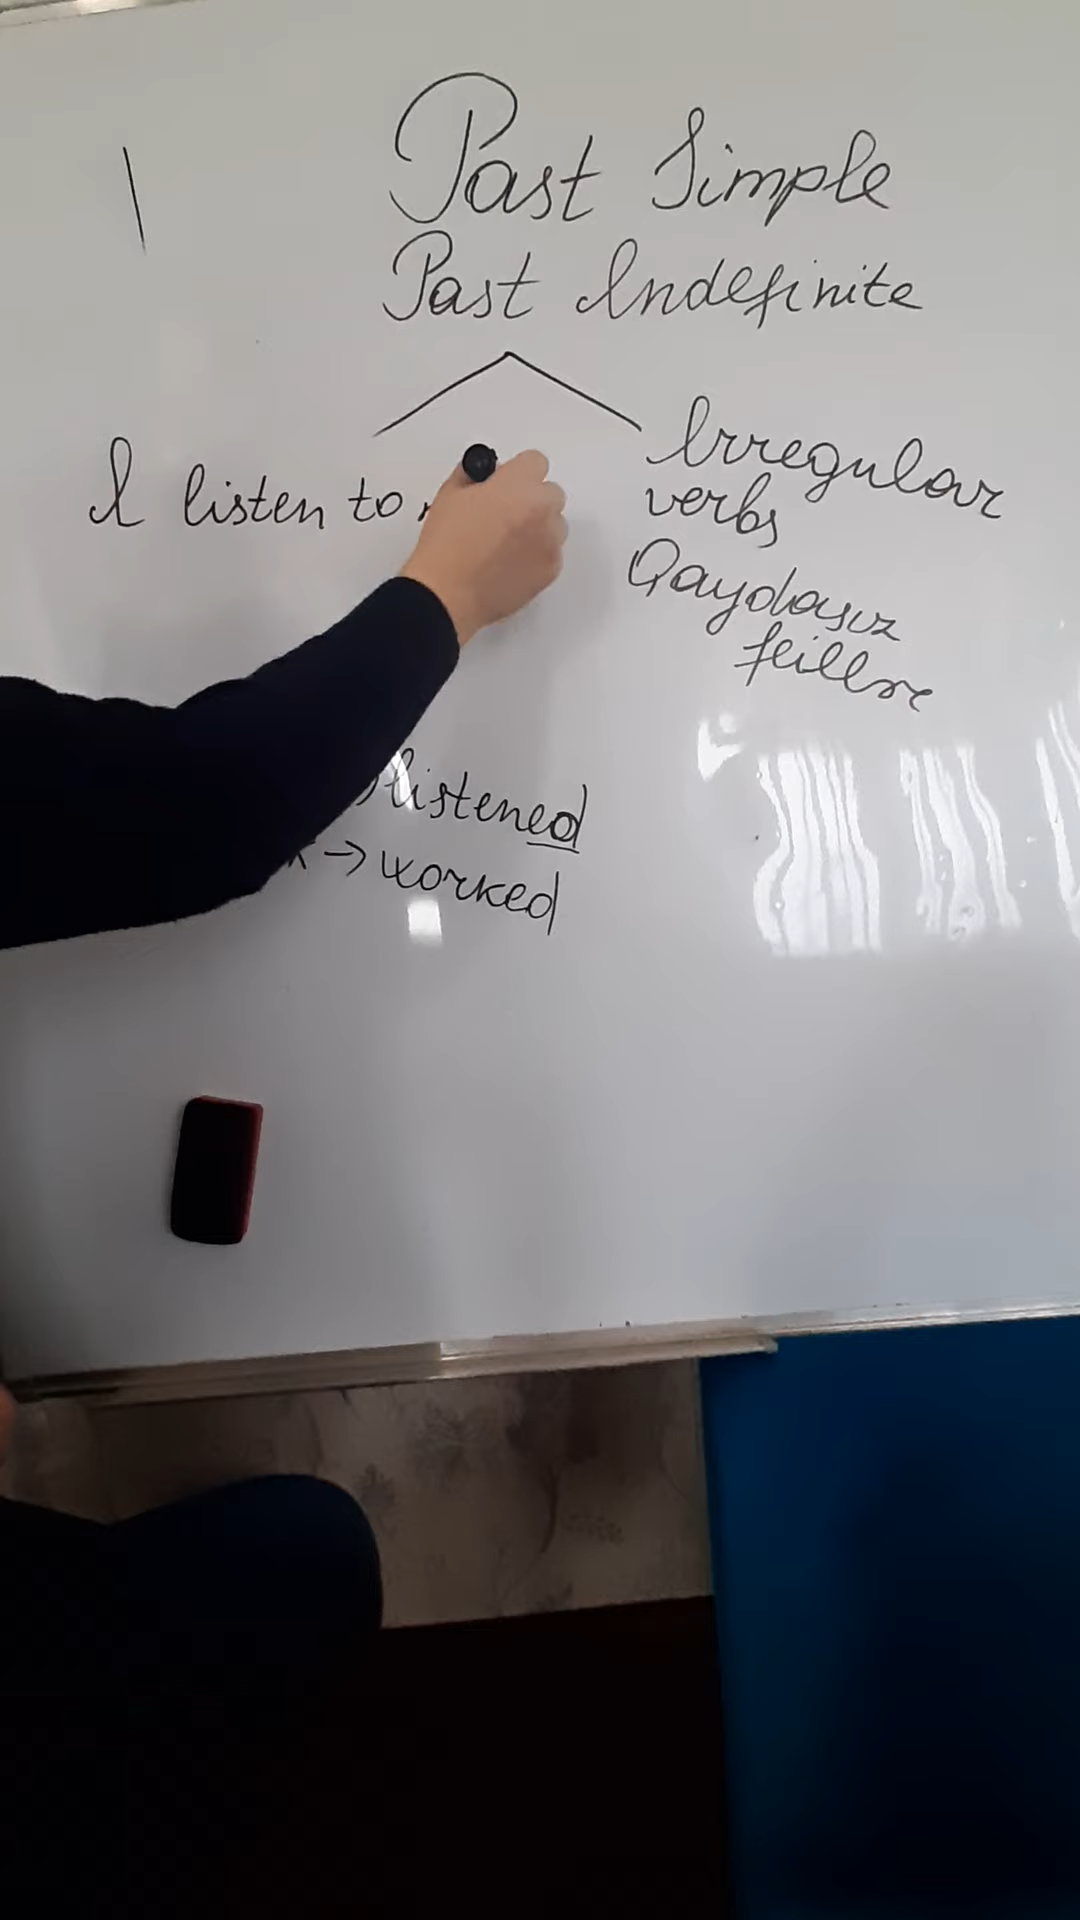 Past Simple
Past Indefinite
I listen to
Irregular
verbs
Qaydasız
feillər
listened
→ worked